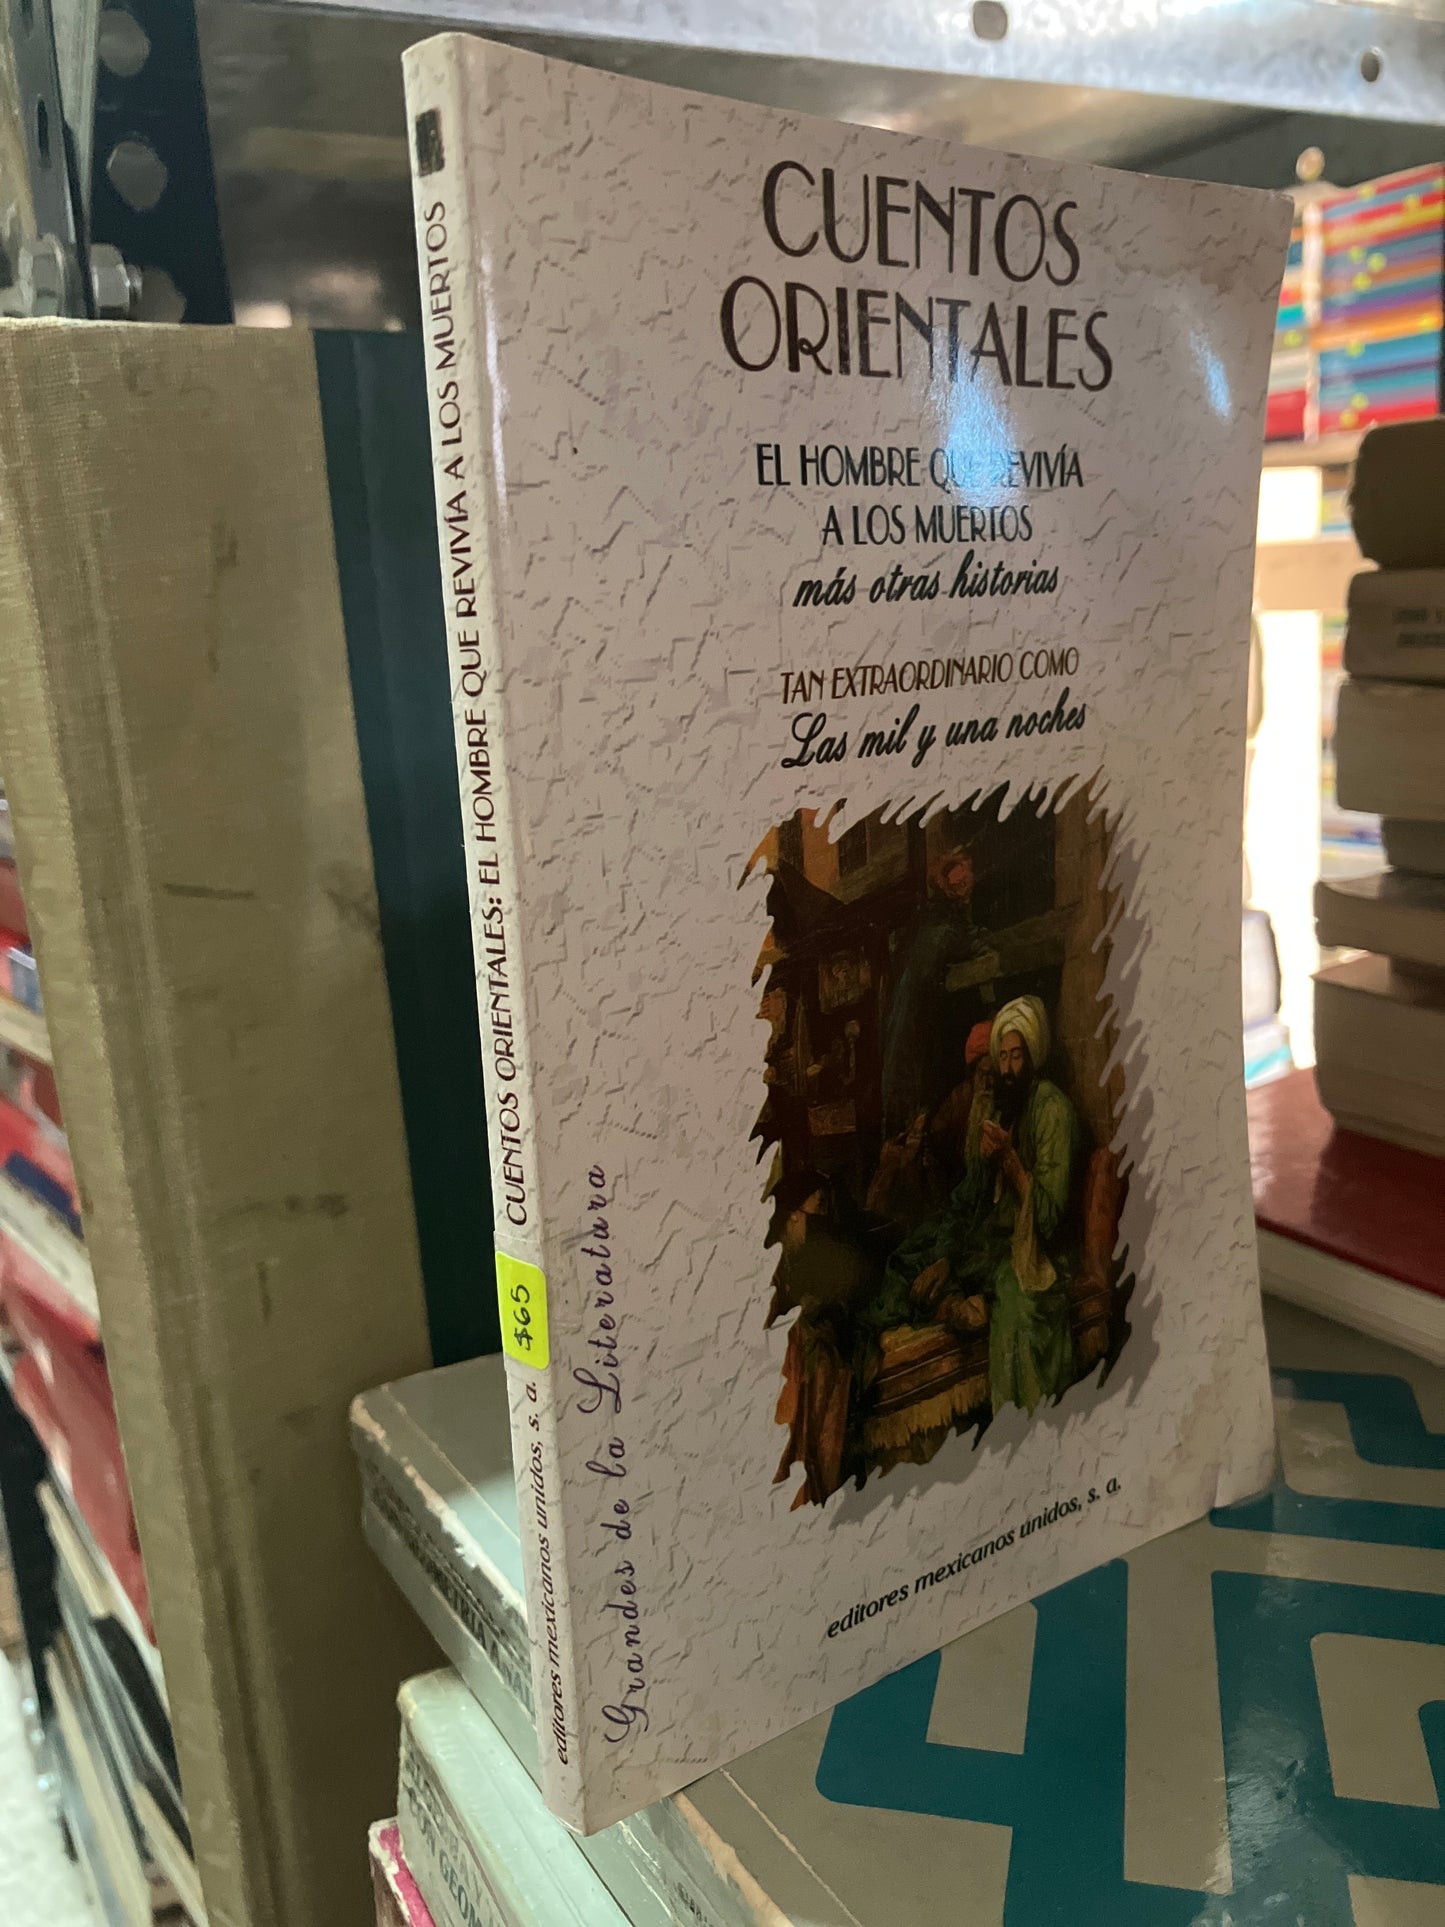 CUENTOS
ORIENTALES
EL HOMBRE QUE REVIVÍA
A LOS MUERTOS
más otras historias
TAN EXTRAORDINARIO COMO
Las mil y una noches
editores mexicanos unidos, s. a.
Grandes de la Literatura
CUENTOS ORIENTALES: EL HOMBRE QUE REVIVÍA A LOS MUERTOS
$65
editores mexicanos unidos, s. a.